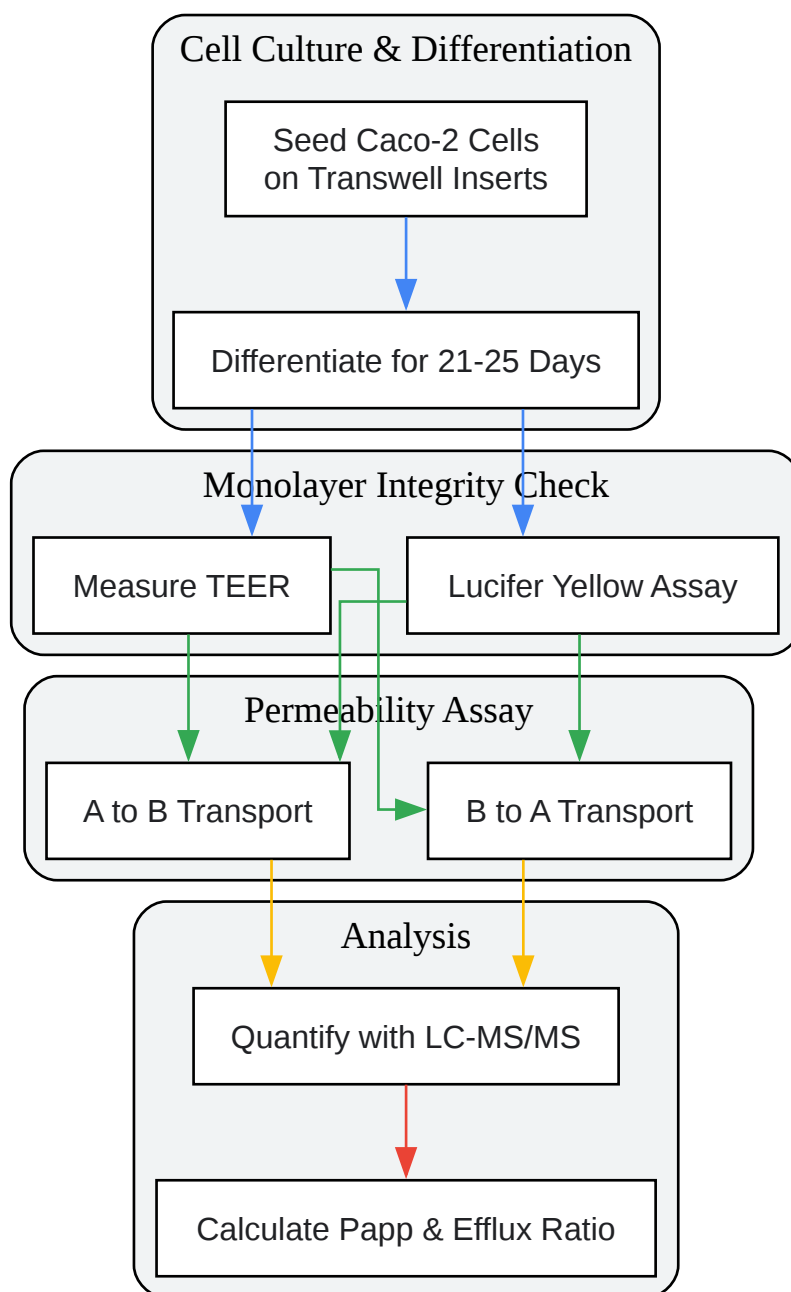 Cell Culture & Differentiation
Seed Caco-2 Cells
on Transwell Inserts
Differentiate for 21-25 Days
Monolayer Integrity Check
Measure TEER
Lucifer Yellow Assay
Permeability Assay
A to B Transport
B to A Transport
Analysis
Quantify with LC-MS/MS
Calculate Papp & Efflux Ratio